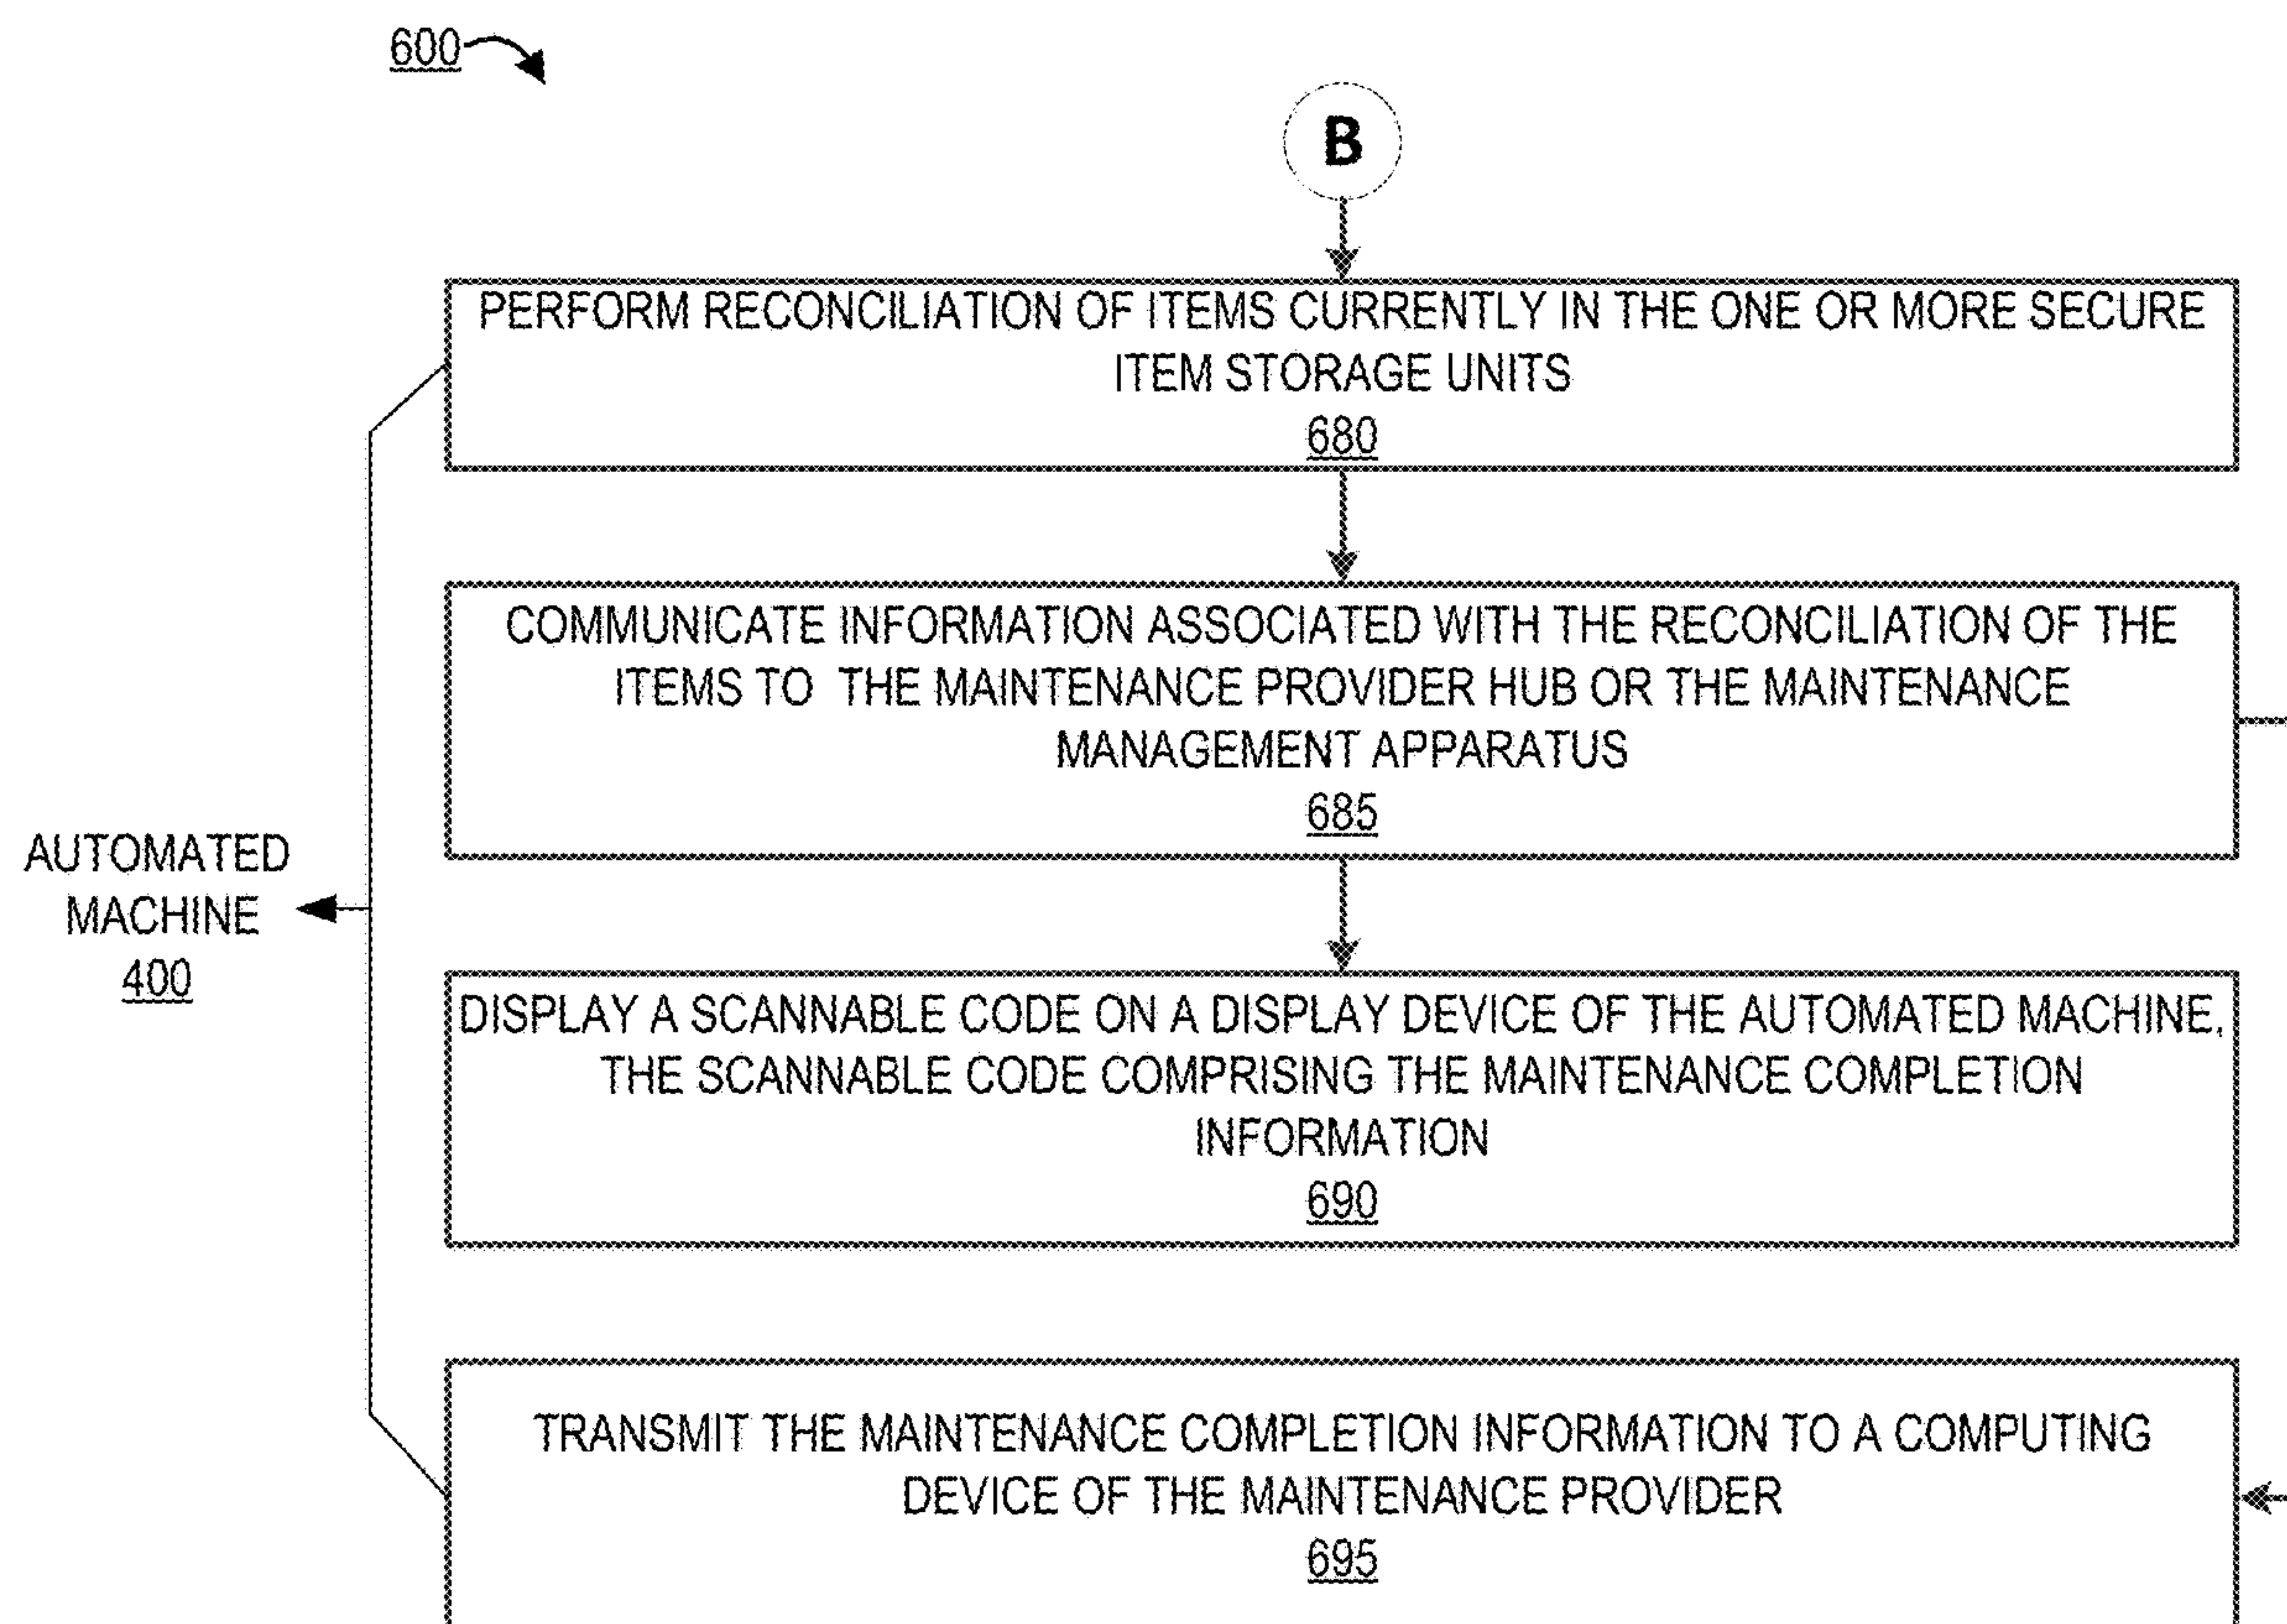 600
B
PERFORM RECONCILIATION OF ITEMS CURRENTLY IN THE ONE OR MORE SECURE
ITEM STORAGE UNITS
680
COMMUNICATE INFORMATION ASSOCIATED WITH THE RECONCILIATION OF THE
ITEMS TO THE MAINTENANCE PROVIDER HUB OR THE MAINTENANCE
MANAGEMENT APPARATUS
685
AUTOMATED
MACHINE
400
DISPLAY A SCANNABLE CODE ON A DISPLAY DEVICE OF THE AUTOMATED MACHINE,
THE SCANNABLE CODE COMPRISING THE MAINTENANCE COMPLETION
INFORMATION
690
TRANSMIT THE MAINTENANCE COMPLETION INFORMATION TO A COMPUTING
DEVICE OF THE MAINTENANCE PROVIDER
695